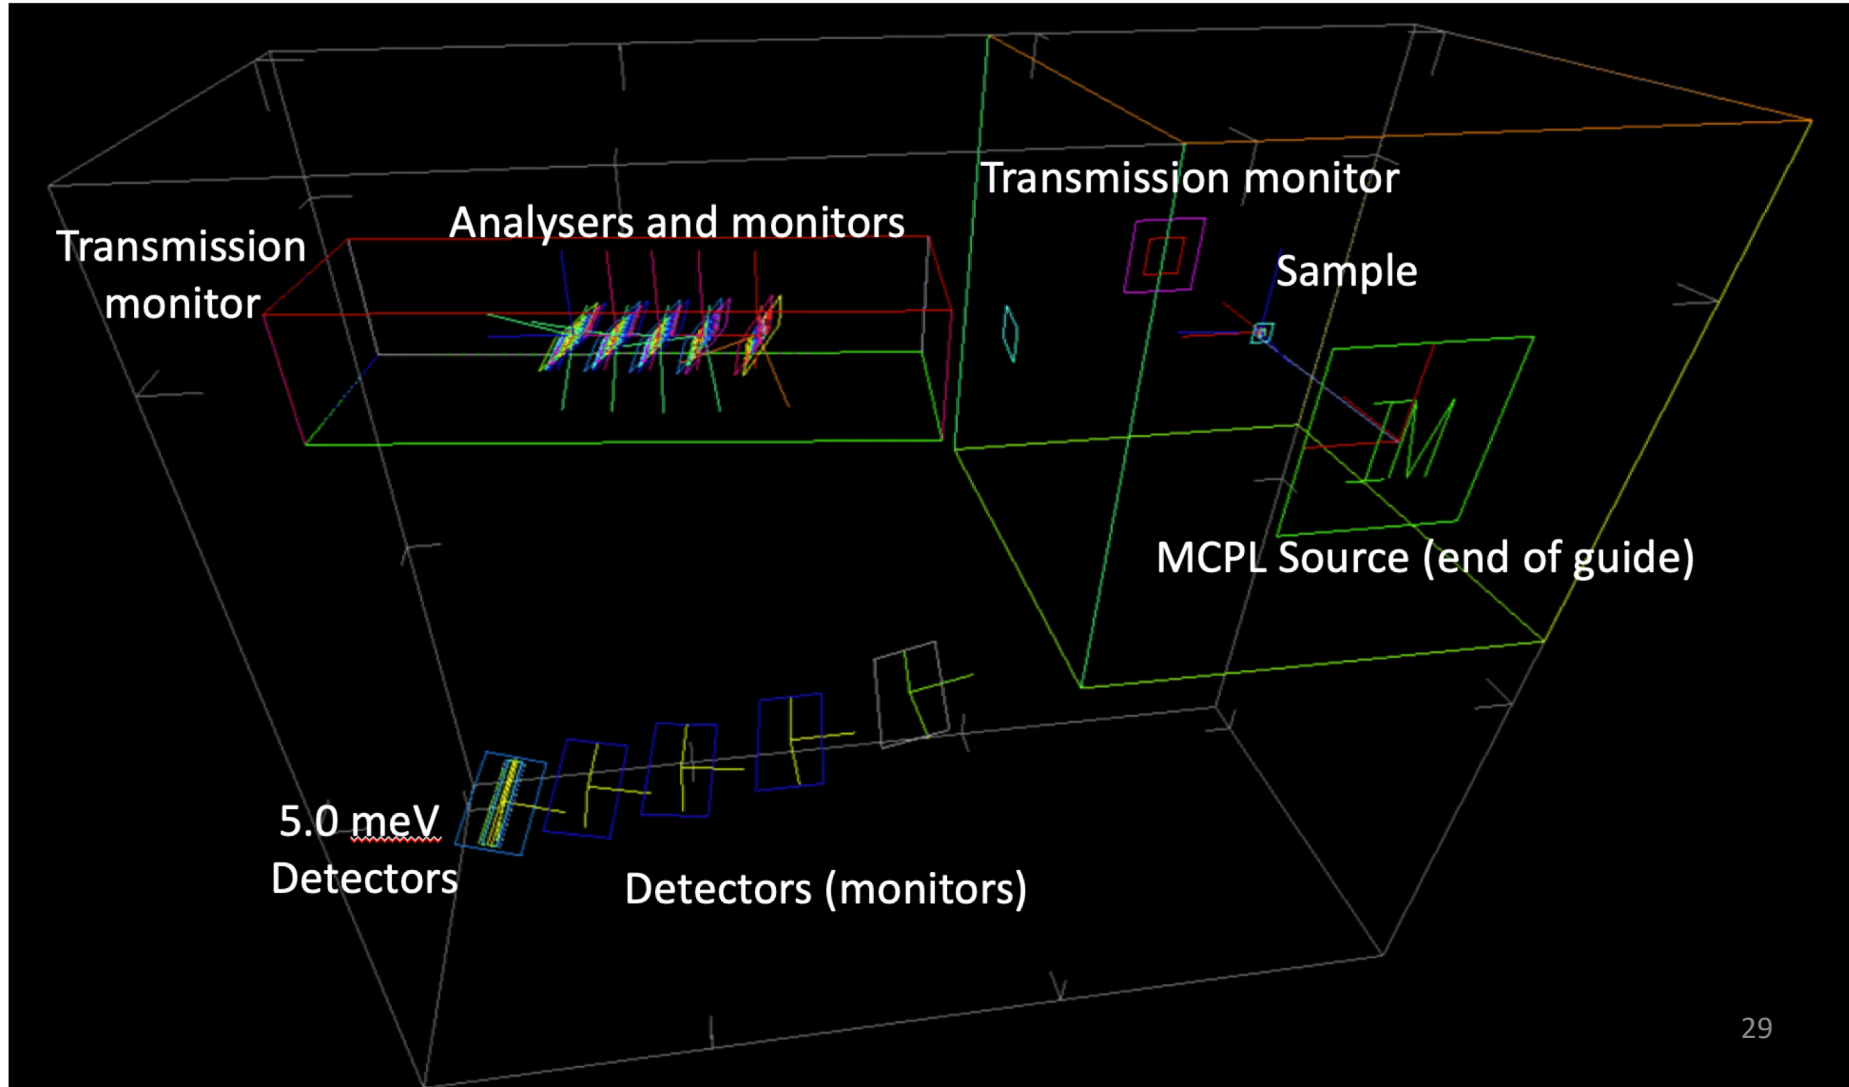 Transmission monitor
Analysers and monitors
Transmission
monitor
Sample
MCPL Source (end of guide)
5.0 meV
Detectors
Detectors (monitors)
29